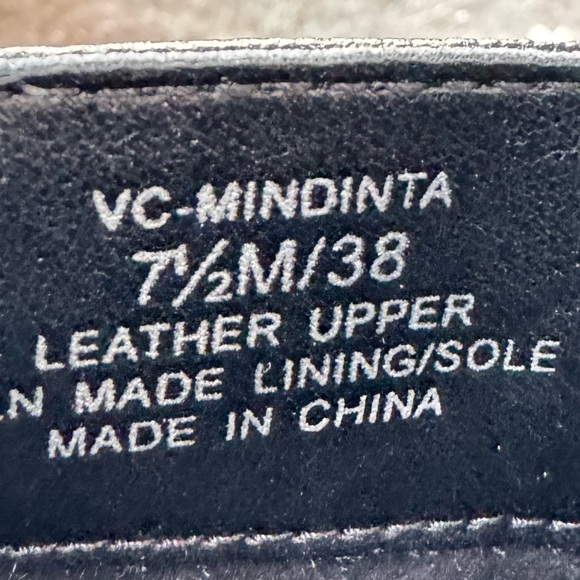 VC-MINDINTA
7½M/38
LEATHER UPPER
MADE LINING/SOLE
MADE IN CHINA